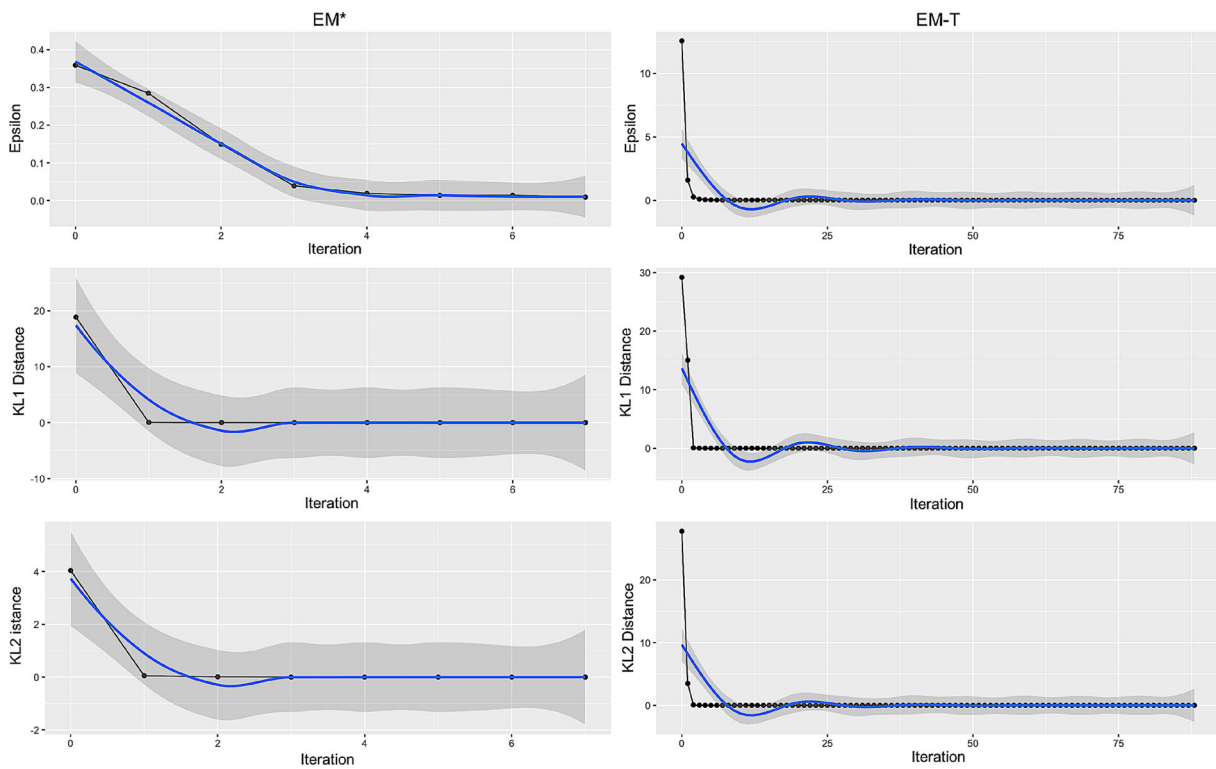 EM*
EM-T
Epsilon
0.4
0.3
0.2
0.1
0.0
0 2 4 6
Iteration
Epsilon
10
5
0
0 25 50 75
Iteration
KL1 Distance
20
10
0
-10
0 2 4 6
Iteration
KL1 Distance
30
20
10
0
0 25 50 75
Iteration
KL2 istance
4
2
0
-2
0 2 4 6
Iteration
KL2 Distance
20
10
0
0 25 50 75
Iteration